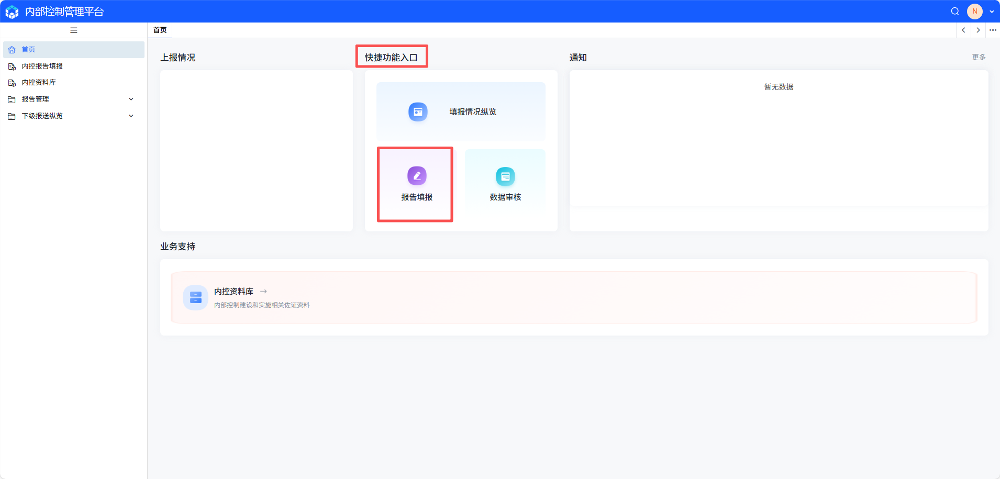 内部控制管理平台
N
首页
首页
内控报告填报
内控资料库
报告管理
下级报送纵览
上报情况
快捷功能入口
通知
更多
填报情况纵览
报告填报
数据审核
暂无数据
业务支持
内控资料库 →
内部控制建设和实施相关佐证资料